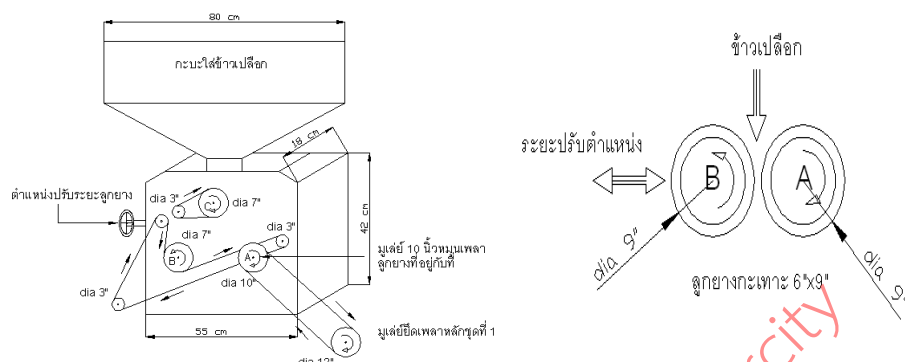 80 cm
กะบะใส่ข้าวเปลือก
18 cm
ตำแหน่งปรับระยะลูกยาง
dia 3"
C
dia 7"
dia 7"
dia 3"
B
A
42 cm
มูเล่ย์ 10 นิ้วหมุนเพลา
ลูกยางที่อยู่กับที่
dia 3"
dia 10"
55 cm
มูเล่ย์ยึดเพลาหลักชุดที่ 1
dia 12"
ข้าวเปลือก
ระยะปรับตำแหน่ง
B
A
dia 9"
dia 9"
ลูกยางกะเทาะ 6"x9"